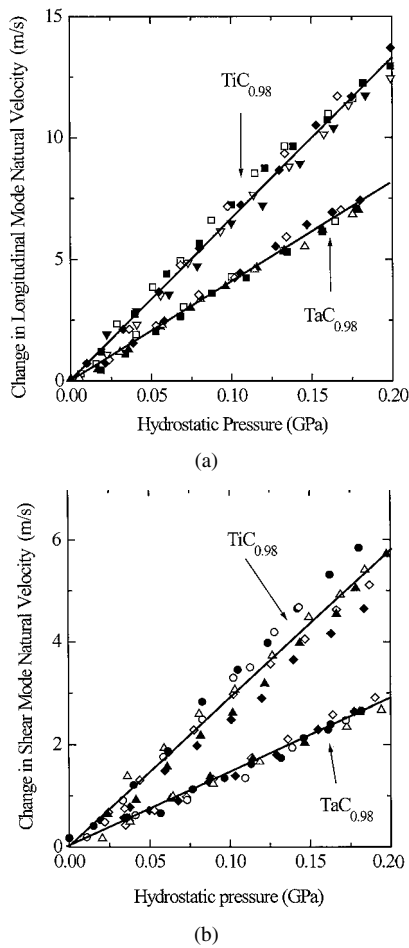 Change in Longitudinal Mode Natural Velocity (m/s)
15
10
5
0
TiC0.98
TaC0.98
0.00 0.05 0.10 0.15 0.20
Hydrostatic Pressure (GPa)
(a)
Change in Shear Mode Natural Velocity (m/s)
6
4
2
0
TiC0.98
TaC0.98
0 0.05 0.10 0.15 0.20
Hydrostatic pressure (GPa)
(b)